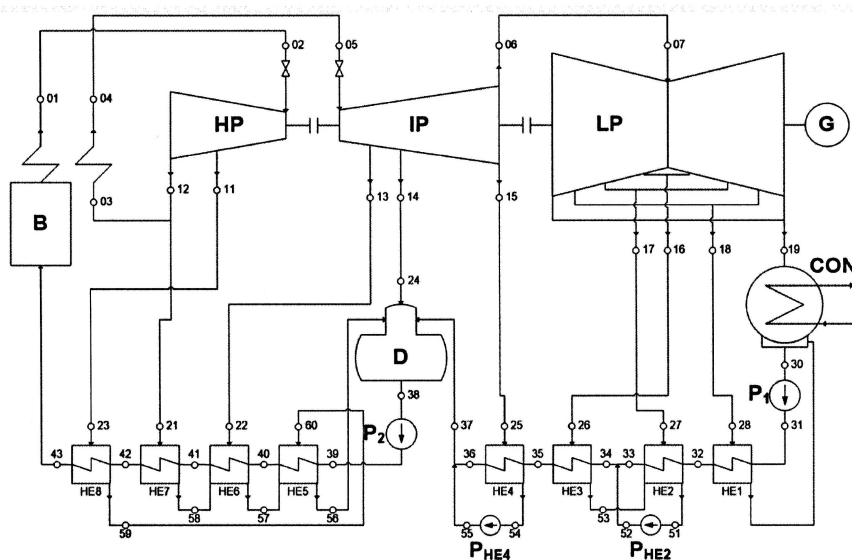 02 05 06 07
01 04
HP IP LP G
12 11 13 14 15
03
B
17 16 18 19
24
CON
D
38
30
P1
31
23 21 22 60 37 25 26 27 28
P2
43 42 41 40 39 36 35 34 33 32
HE8 HE7 HE6 HE5 HE4 HE3 HE2 HE1
59 58 57 56 55 54 53 52 51
PHE4 PHE2